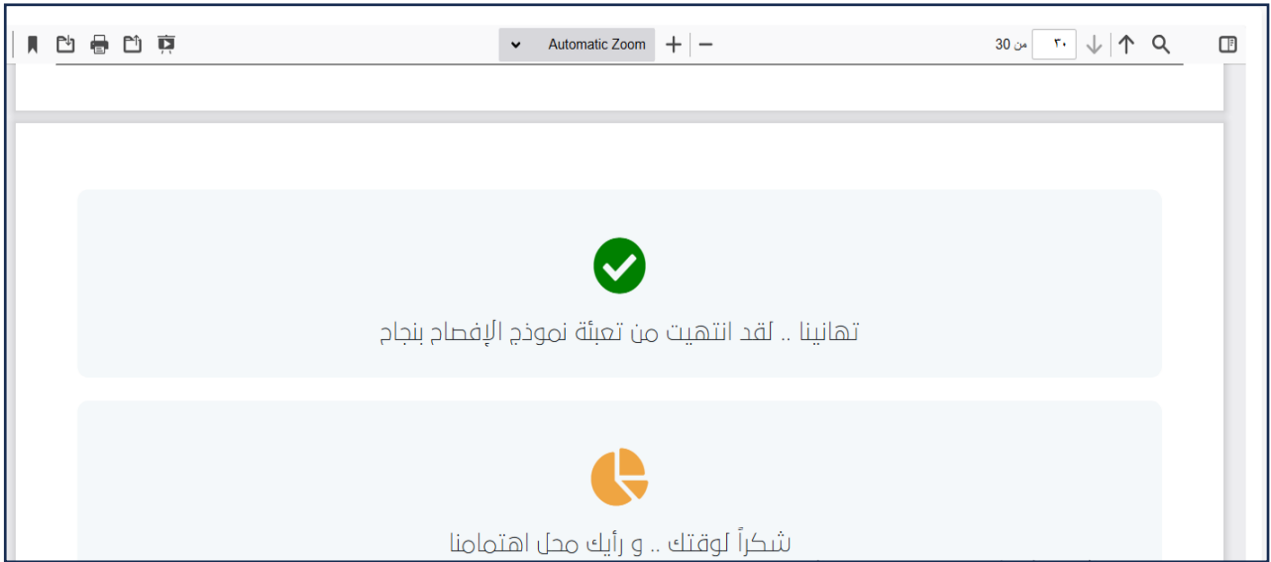 Automatic Zoom
٣٠ من 30
تهانينا .. لقد انتهيت من تعبئة نموذج الإفصاح بنجاح
شكراً لوقتك .. و رأيك محل اهتمامنا